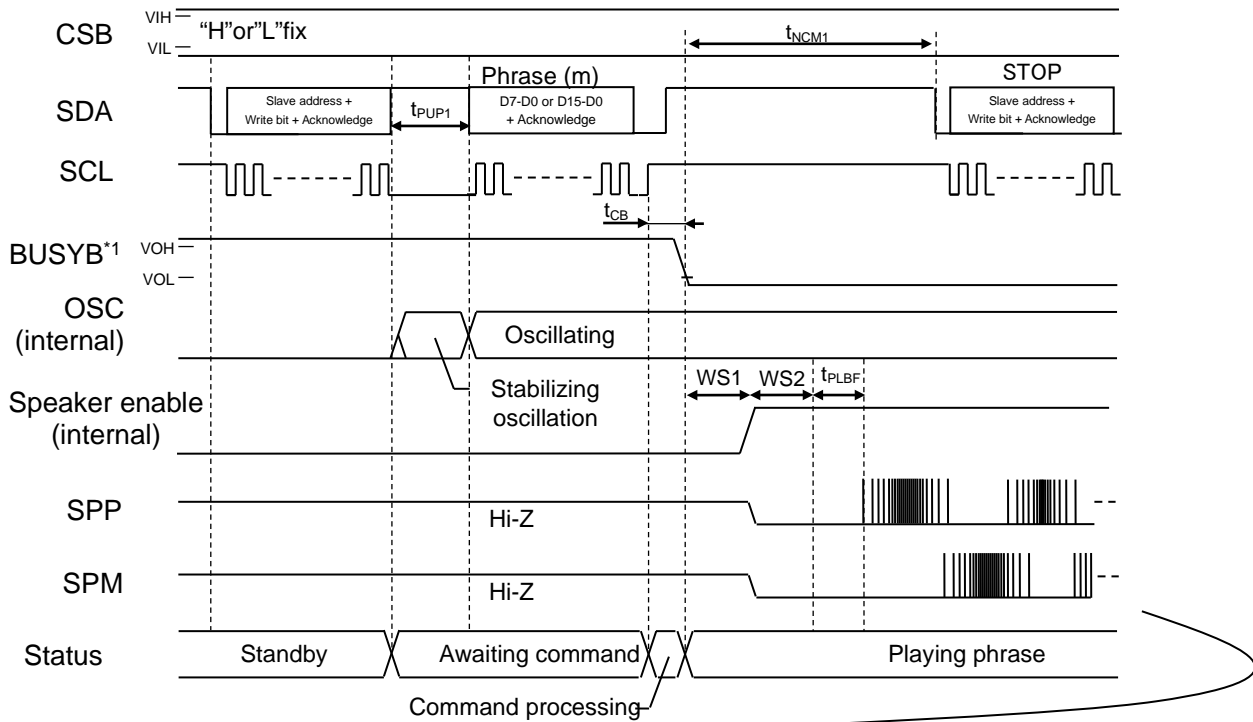 VIH
CSB
"H"or"L"fix
VIL
tNCM1
Phrase (m)
STOP
SDA
Slave address +
Write bit + Acknowledge
tPUP1
D7-D0 or D15-D0
+ Acknowledge
Slave address +
Write bit + Acknowledge
SCL
tCB
BUSYB*1
VOH
VOL
OSC
(internal)
Oscillating
Stabilizing
oscillation
WS1
WS2
tPLBF
Speaker enable
(internal)
SPP
Hi-Z
SPM
Hi-Z
Status
Standby
Awaiting command
Playing phrase
Command processing